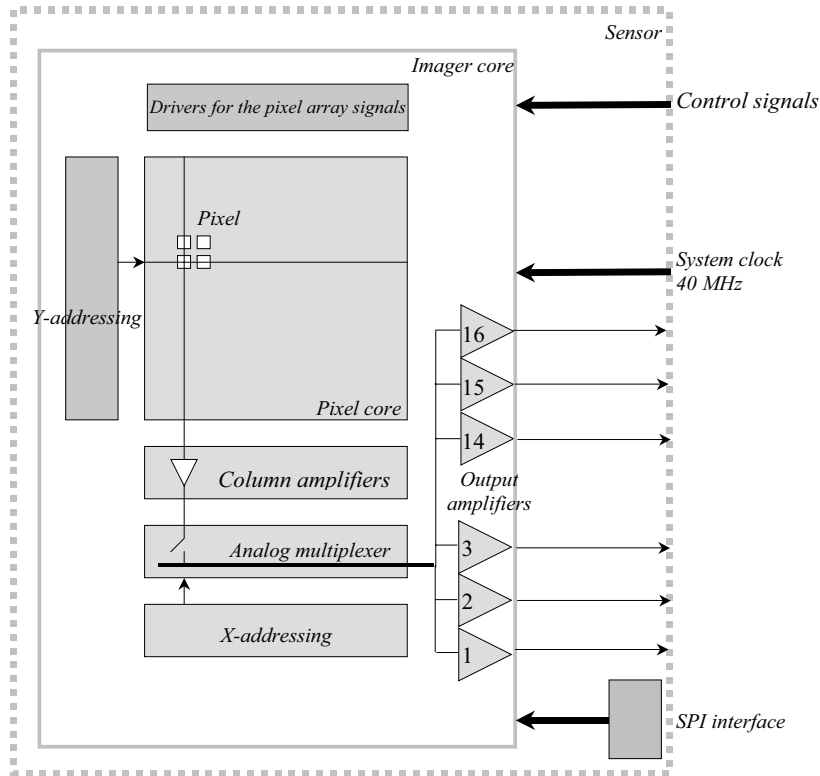 Sensor
Imager core
Drivers for the pixel array signals
Control signals
Pixel
System clock
40 MHz
Y-addressing
16
15
Pixel core
14
Column amplifiers
Output
amplifiers
Analog multiplexer
3
2
X-addressing
1
SPI interface